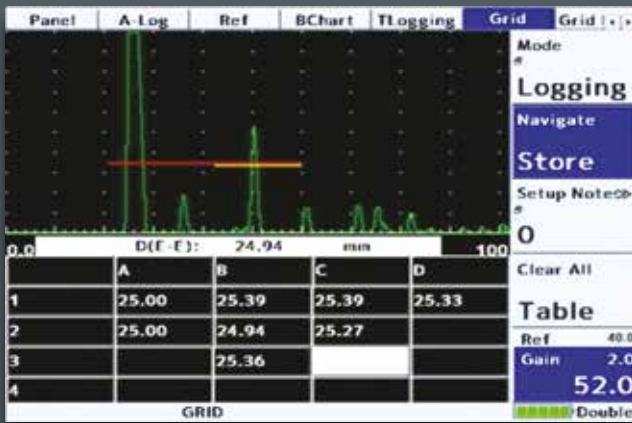 Panel A-Log Ref BChart TLogging Grid Grid
Mode
Logging
Navigate
Store
Setup Notes
0
0.0 D(E-E): 24.94 mm 100
Clear All
Table
A B C D
1 25.00 25.39 25.39 25.33
2 25.00 24.94 25.27
3 25.36
4
Ref 40.0
Gain 2.0
52.0
GRID
Double